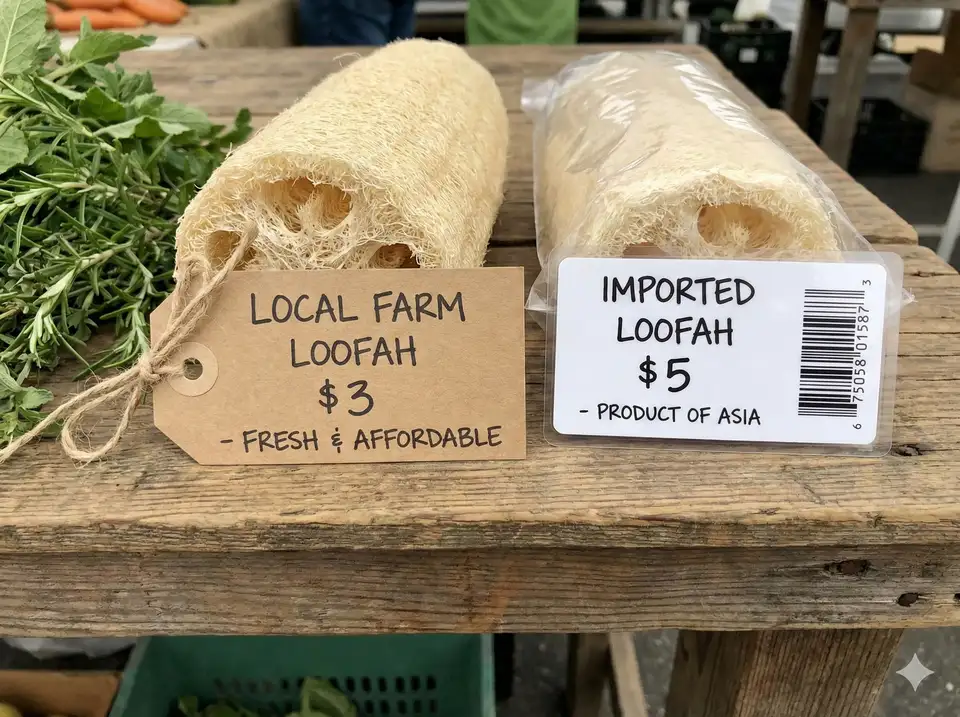 LOCAL FARM
LOOFAH
$3
- FRESH & AFFORDABLE
IMPORTED
LOOFAH
$5
- PRODUCT OF ASIA
6 75058 01587 3